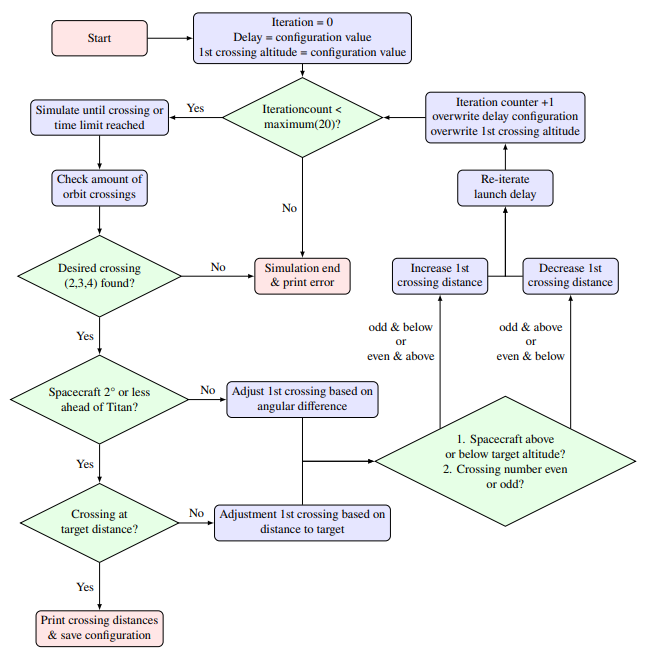 Start
Iteration = 0
Delay = configuration value
1st crossing altitude = configuration value
Iterationcount <
maximum(20)?
Yes
No
Simulate until crossing or
time limit reached
Iteration counter +1
overwrite delay configuration
overwrite 1st crossing altitude
Check amount of
orbit crossings
Re-iterate
launch delay
Desired crossing
(2,3,4) found?
No
Simulation end
& print error
Increase 1st
crossing distance
Decrease 1st
crossing distance
Yes
odd & below
or
even & above
odd & above
or
even & below
Spacecraft 2° or less
ahead of Titan?
No
Adjust 1st crossing based on
angular difference
1. Spacecraft above
or below target altitude?
2. Crossing number even
or odd?
Yes
Crossing at
target distance?
No
Adjustment 1st crossing based on
distance to target
Yes
Print crossing distances
& save configuration